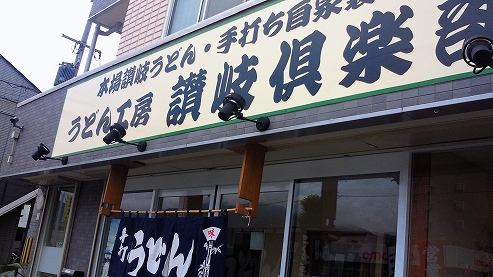 本場讃岐うどん・手打ち自家製
うどん工房 讃岐倶楽部
うどん